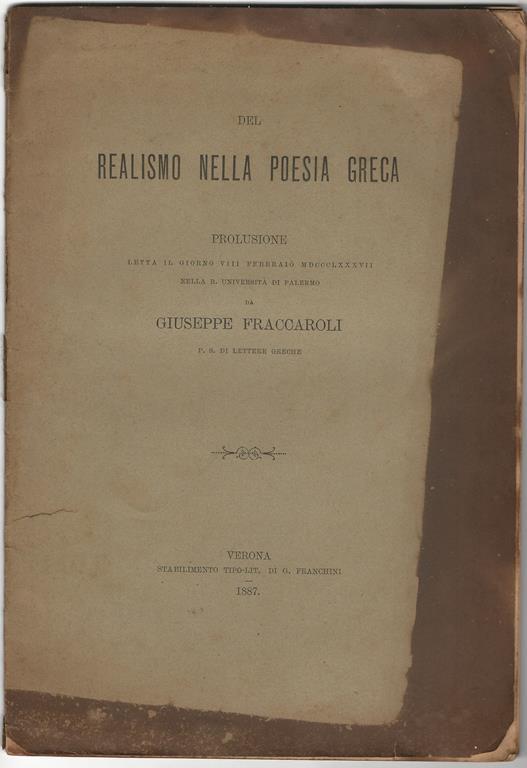 DEL
REALISMO NELLA POESIA GRECA
PROLUSIONE
LETTA IL GIORNO VIII FEBBRAIO MDCCCLXXXVII
NELLA R. UNIVERSITÀ DI PALERMO
DA
GIUSEPPE FRACCAROLI
P. S. DI LETTERE GRECHE
VERONA
STABILIMENTO TIPO-LIT. DI G. FRANCHINI
1887.